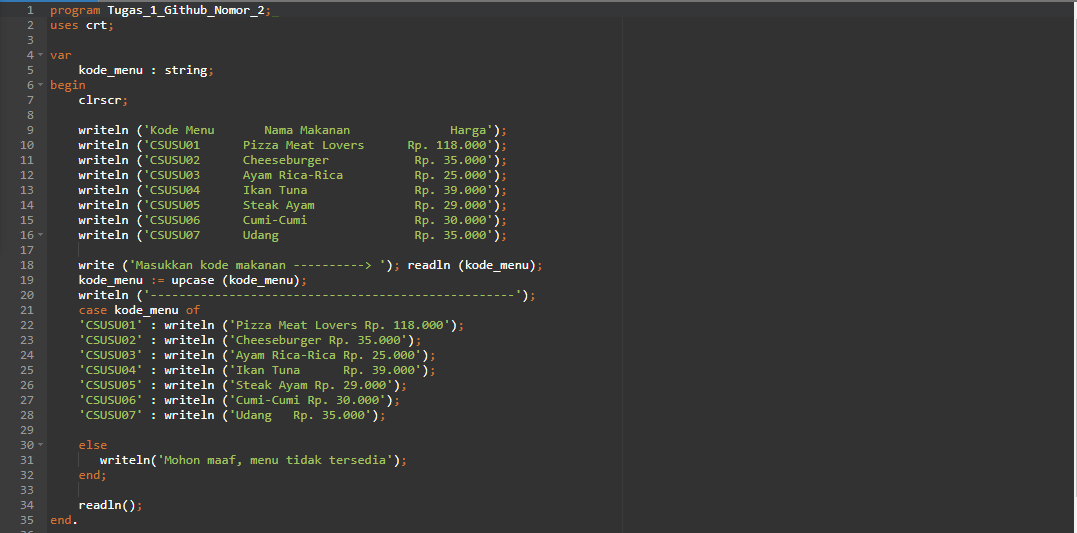 1 program Tugas_1_Github_Nomor_2;
2 uses crt;
3
4 var
5     kode_menu : string;
6 begin
7     clrscr;
8
9     writeln ('Kode Menu       Nama Makanan              Harga');
10     writeln ('CSUSU01      Pizza Meat Lovers      Rp. 118.000');
11     writeln ('CSUSU02      Cheeseburger            Rp. 35.000');
12     writeln ('CSUSU03      Ayam Rica-Rica          Rp. 25.000');
13     writeln ('CSUSU04      Ikan Tuna               Rp. 39.000');
14     writeln ('CSUSU05      Steak Ayam              Rp. 29.000');
15     writeln ('CSUSU06      Cumi-Cumi               Rp. 30.000');
16     writeln ('CSUSU07      Udang                   Rp. 35.000');
17
18     write ('Masukkan kode makanan ----------> '); readln (kode_menu);
19     kode_menu := upcase (kode_menu);
20     writeln ('---------------------------------------------------');
21     case kode_menu of
22     'CSUSU01' : writeln ('Pizza Meat Lovers Rp. 118.000');
23     'CSUSU02' : writeln ('Cheeseburger Rp. 35.000');
24     'CSUSU03' : writeln ('Ayam Rica-Rica Rp. 25.000');
25     'CSUSU04' : writeln ('Ikan Tuna      Rp. 39.000');
26     'CSUSU05' : writeln ('Steak Ayam Rp. 29.000');
27     'CSUSU06' : writeln ('Cumi-Cumi Rp. 30.000');
28     'CSUSU07' : writeln ('Udang   Rp. 35.000');
29
30     else
31        writeln('Mohon maaf, menu tidak tersedia');
32     end;
33
34     readln();
35 end.